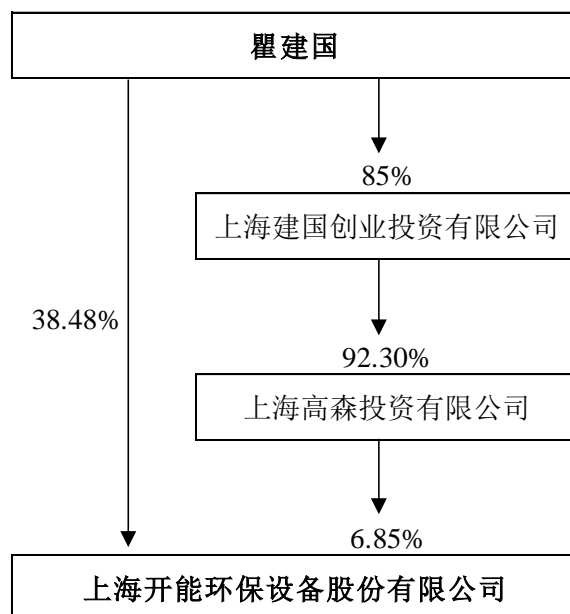 瞿建国
85%
上海建国创业投资有限公司
38.48%
92.30%
上海高森投资有限公司
6.85%
上海开能环保设备股份有限公司